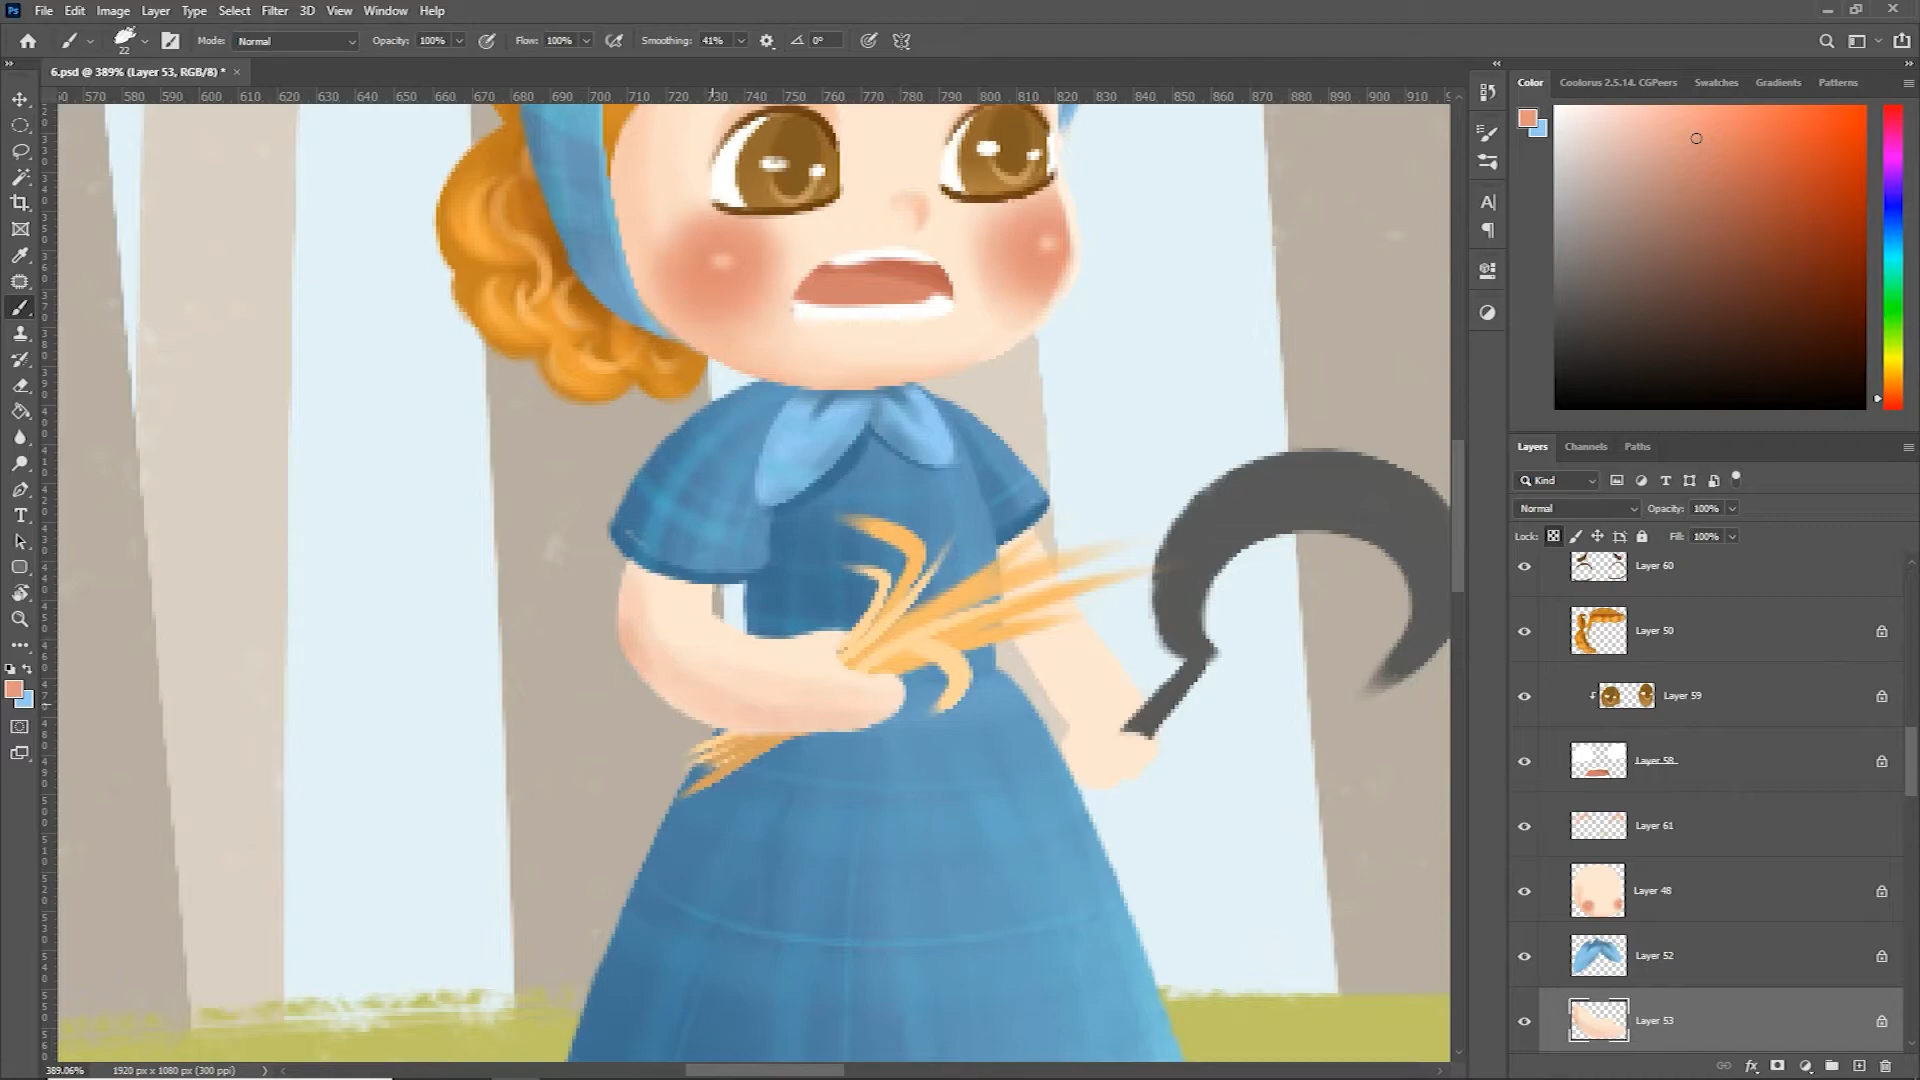 Ps File Edit Image Layer Type Select Filter 3D View Window Help
22 Mode: Normal Opacity: 100% Flow: 100% Smoothing: 41% 0°
6.psd @ 389% (Layer 53, RGB/8) * ×
570 580 590 600 610 620 630 640 650 660 670 680 690 700 710 720 730 740 750 760 770 780 790 800 810 820 830 840 850 860 870 880 890 900 910
Color Coolorus 2.5.14. CGPeers Swatches Gradients Patterns
Layers Channels Paths
Kind
Normal Opacity: 100%
Lock: Fill: 100%
Layer 60
Layer 50
Layer 59
Layer 58
Layer 61
Layer 48
Layer 52
Layer 53
389.06% 1920 px x 1080 px (300 ppi)